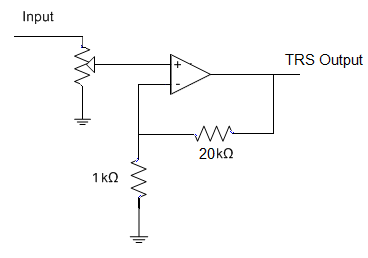 Input
TRS Output
+
-
20kΩ
1kΩ